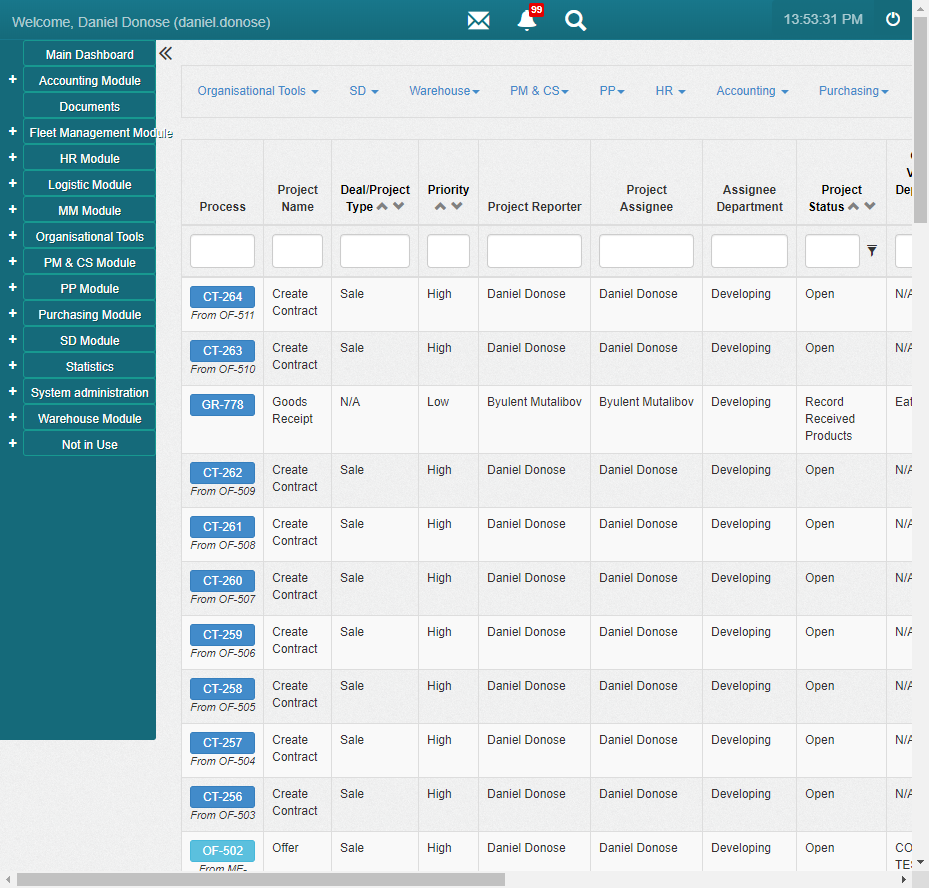 Welcome, Daniel Donose (daniel.donose)
99
13:53:31 PM
Main Dashboard
+ Accounting Module
Documents
+ Fleet Management Module
+ HR Module
+ Logistic Module
+ MM Module
+ Organisational Tools
+ PM & CS Module
+ PP Module
+ Purchasing Module
+ SD Module
+ Statistics
+ System administration
+ Warehouse Module
+ Not in Use
Organisational Tools SD Warehouse PM & CS PP HR Accounting Purchasing
Process
Project
Name
Deal/Project
Type
Priority
Project Reporter
Project
Assignee
Assignee
Department
Project
Status
CT-264 Create Sale High Daniel Donose Daniel Donose Developing Open N/A
From OF-511 Contract
CT-263 Create Sale High Daniel Donose Daniel Donose Developing Open N/A
From OF-510 Contract
GR-778 Goods N/A Low Byulent Mutalibov Byulent Mutalibov Developing Record
Receipt Received
Products
CT-262 Create Sale High Daniel Donose Daniel Donose Developing Open N/A
From OF-509 Contract
CT-261 Create Sale High Daniel Donose Daniel Donose Developing Open N/A
From OF-508 Contract
CT-260 Create Sale High Daniel Donose Daniel Donose Developing Open N/A
From OF-507 Contract
CT-259 Create Sale High Daniel Donose Daniel Donose Developing Open N/A
From OF-506 Contract
CT-258 Create Sale High Daniel Donose Daniel Donose Developing Open N/A
From OF-505 Contract
CT-257 Create Sale High Daniel Donose Daniel Donose Developing Open N/A
From OF-504 Contract
CT-256 Create Sale High Daniel Donose Daniel Donose Developing Open N/A
From OF-503 Contract
OF-502 Offer Sale High Daniel Donose Daniel Donose Developing Open CO
From ME-